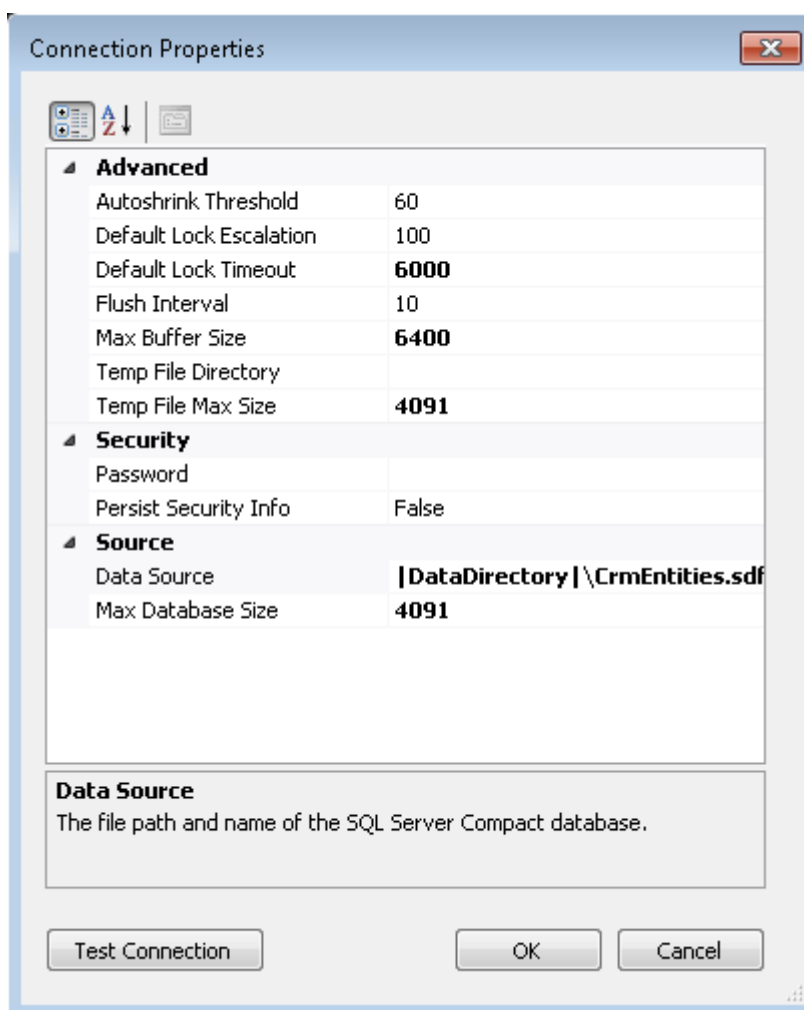 Connection Properties
AZ
Advanced
Autoshrink Threshold 60
Default Lock Escalation 100
Default Lock Timeout 6000
Flush Interval 10
Max Buffer Size 6400
Temp File Directory
Temp File Max Size 4091
Security
Password
Persist Security Info False
Source
Data Source |DataDirectory|\CrmEntities.sdf
Max Database Size 4091
Data Source
The file path and name of the SQL Server Compact database.
Test Connection OK Cancel